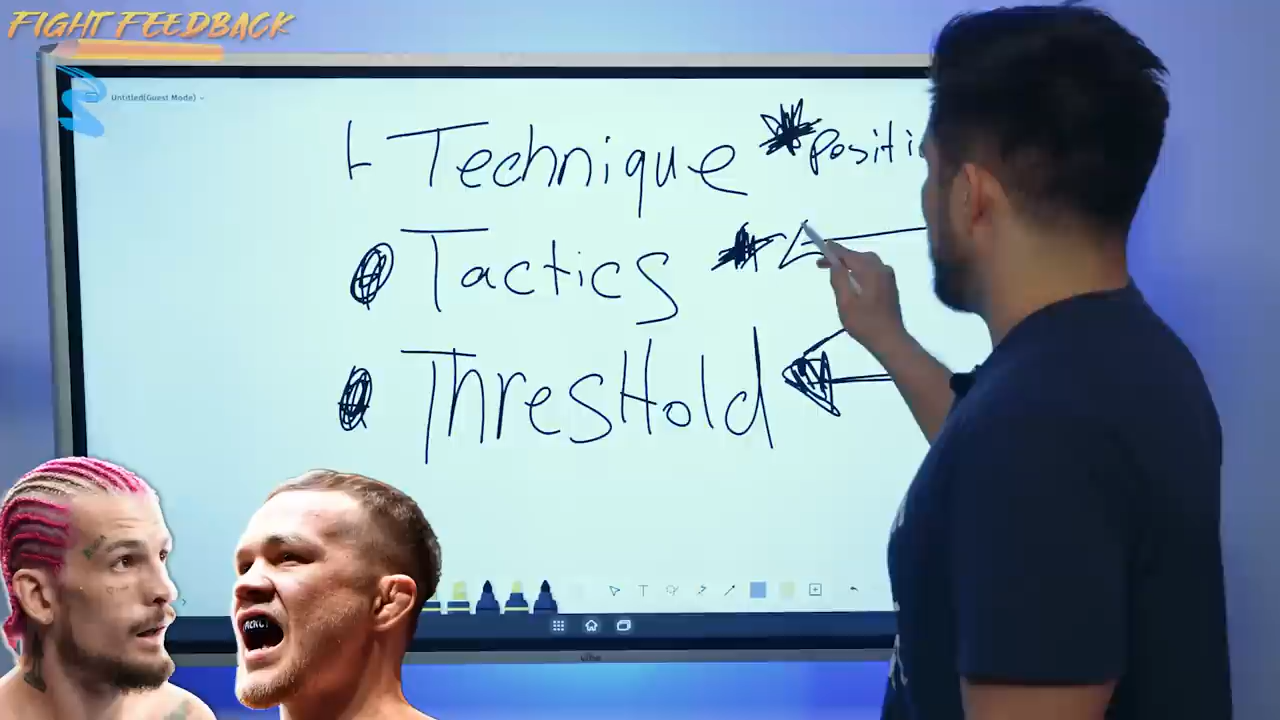 FIGHT FEEDBACK
Untitled(Guest Mode)
Technique * Positi
Tactics *
Threshold